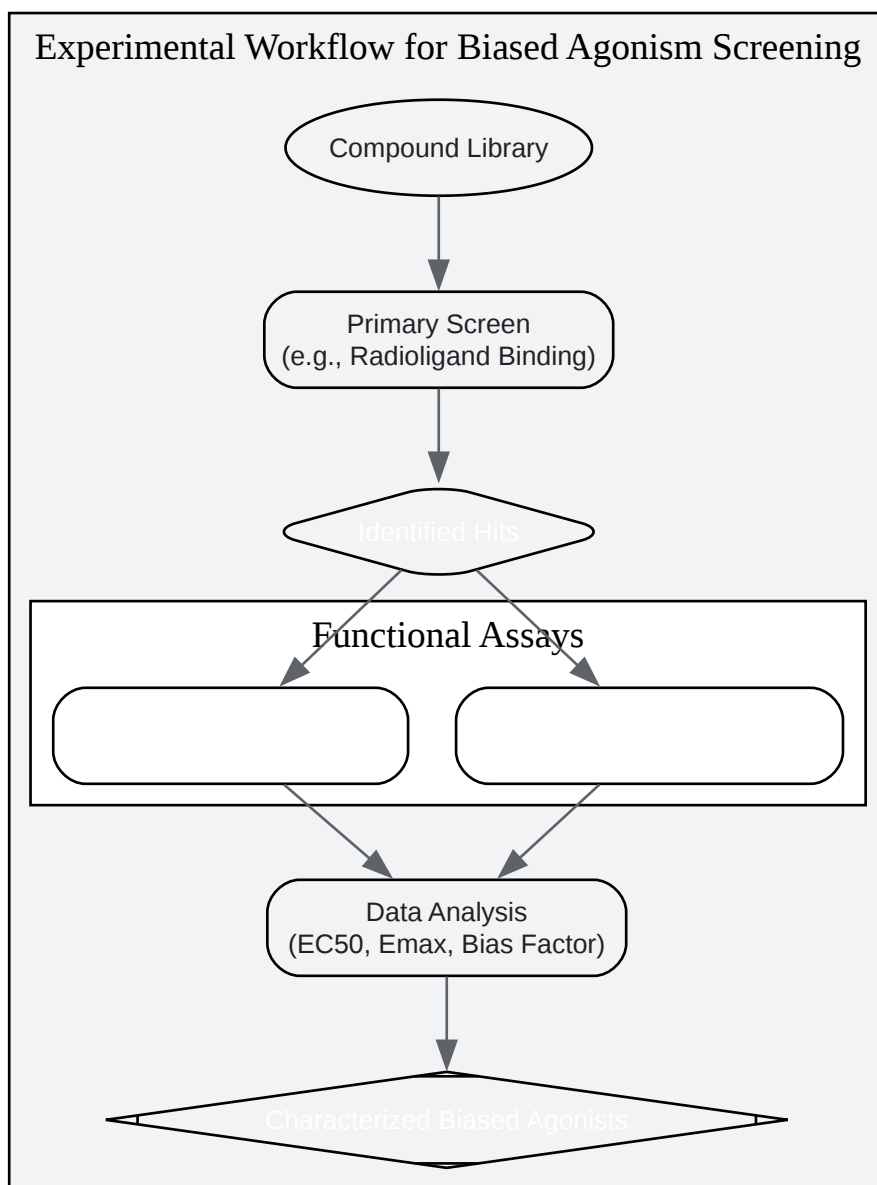 Experimental Workflow for Biased Agonism Screening
Compound Library
Primary Screen
(e.g., Radioligand Binding)
Identified Hits
Functional Assays
Data Analysis
(EC50, Emax, Bias Factor)
Characterized Biased Agonists